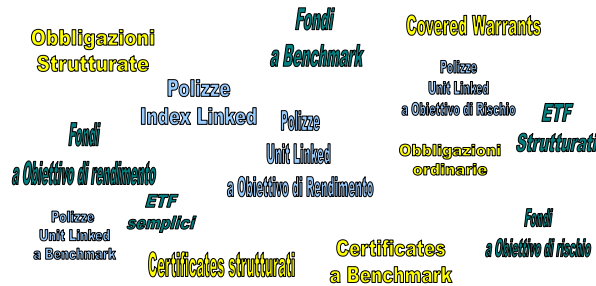 Obbligazioni
Strutturate
Fondi
a Benchmark
Covered Warrants
Polizze
Index Linked
Polizze
Unit Linked
a Obiettivo di Rischio
Fondi
a Obiettivo di rendimento
Polizze
Unit Linked
a Obiettivo di Rendimento
ETF
Strutturati
Obbligazioni
ordinarie
ETF
semplici
Polizze
Unit Linked
a Benchmark
Certificates strutturati
Certificates
a Benchmark
Fondi
a Obiettivo di rischio